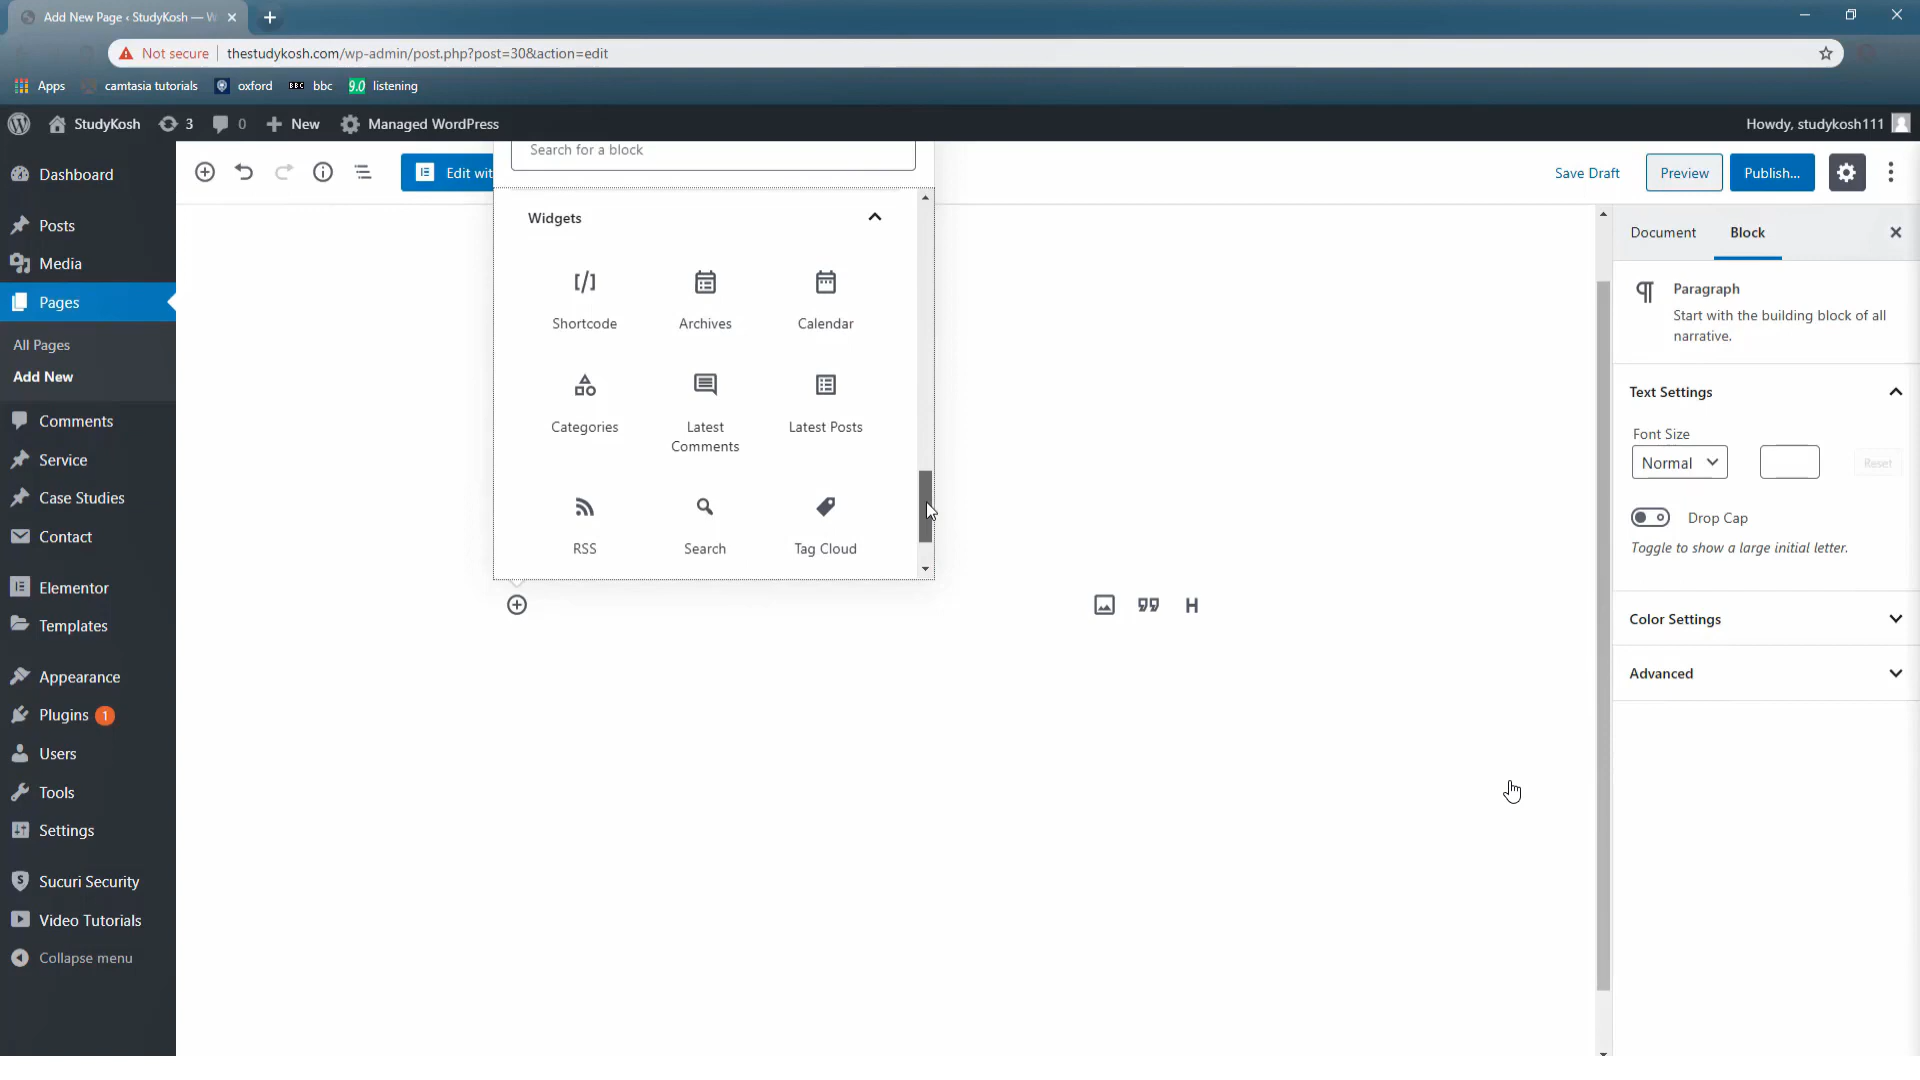 Add New Page ‹ StudyKosh — W
Not secure
thestudykosh.com/wp-admin/post.php?post=30&action=edit
Apps
camtasia tutorials
oxford
BBC
bbc
9.0
listening
StudyKosh
3
0
New
Managed WordPress
Howdy, studykosh111
Dashboard
Posts
Media
Pages
All Pages
Add New
Comments
Service
Case Studies
Contact
Elementor
Templates
Appearance
Plugins 1
Users
Tools
Settings
Sucuri Security
Video Tutorials
Collapse menu
Edit wit
Search for a block
Save Draft
Preview
Publish...
Widgets
[/]
Shortcode
Archives
Calendar
Categories
Latest
Comments
Latest Posts
RSS
Search
Tag Cloud
H
Document
Block
Paragraph
Start with the building block of all
narrative.
Text Settings
Font Size
Normal
Reset
Drop Cap
Toggle to show a large initial letter.
Color Settings
Advanced